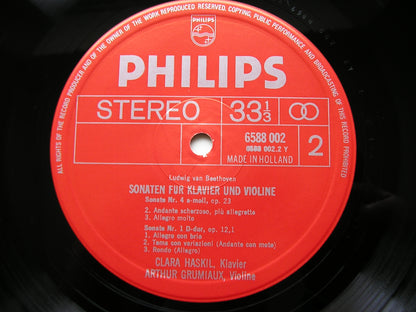 ALL RIGHTS OF THE RECORD PRODUCER AND OF THE OWNER OF THE WORK REPRODUCED RESERVED. COPYING, PUBLIC PERFORMANCE AND BROADCASTING OF THIS RECORD PROHIBITED
PHILIPS
STEREO 33 1/3
6588 002
6588 002.2 Y
2
MADE IN HOLLAND
Ludwig van Beethoven
SONATEN FÜR KLAVIER UND VIOLINE
Sonate Nr. 4 a-moll, op. 23
2. Andante scherzoso, più allegretto
3. Allegro molto
Sonate Nr. 1 D-dur, op. 12,1
1. Allegro con brio
2. Tema con variazioni (Andante con moto)
3. Rondo (Allegro)
CLARA HASKIL, Klavier
ARTHUR GRUMIAUX, Violine